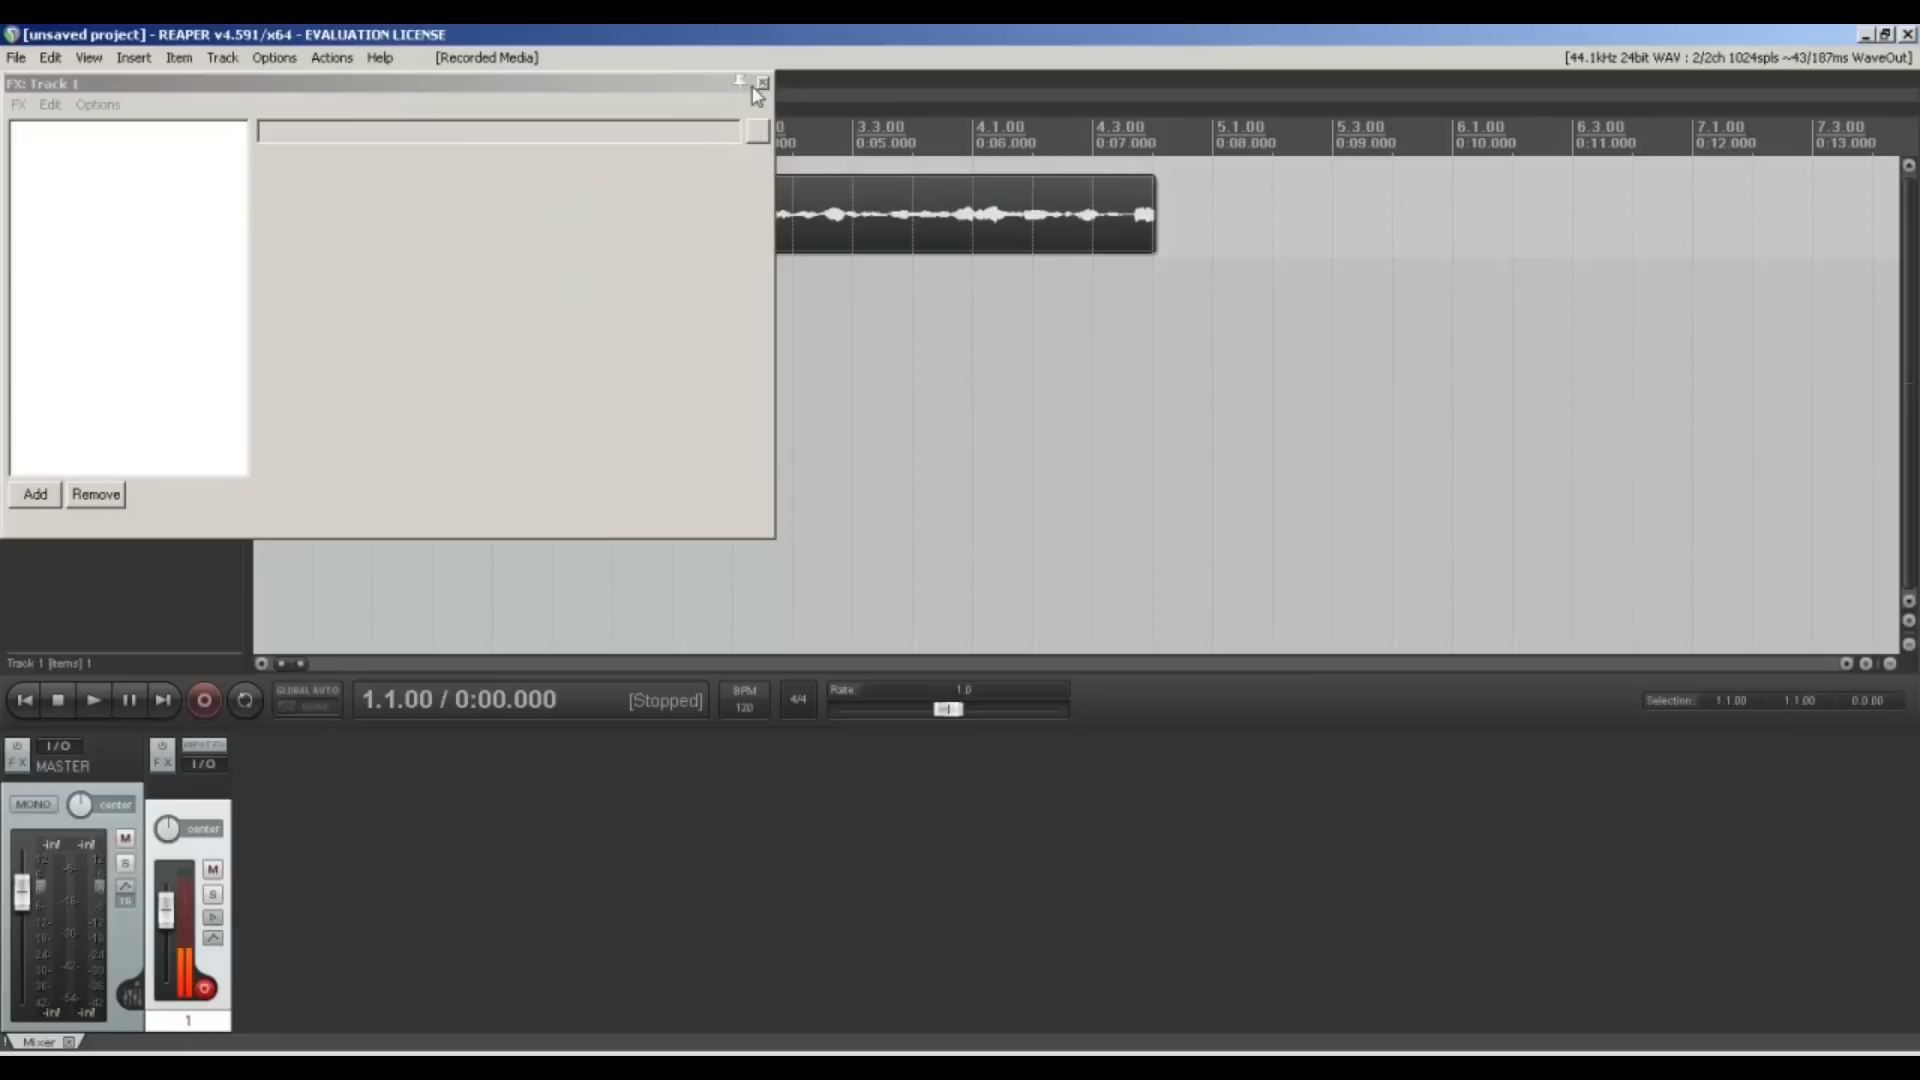 [unsaved project] - REAPER v4.591/x64 - EVALUATION LICENSE
File Edit View Insert Item Track Options Actions Help [Recorded Media] [44.1kHz 24bit WAV : 2/2ch 1024spls ~43/187ms WaveOut]
FX: Track 1
FX Edit Options
3.3.00 4.1.00 4.3.00 5.1.00 5.3.00 6.1.00 6.3.00 7.1.00 7.3.00
0:05.000 0:06.000 0:07.000 0:08.000 0:09.000 0:10.000 0:11.000 0:12.000 0:13.000
Add Remove
Track 1 [items] 1
GLOBAL AUTO
NONE
1.1.00 / 0:00.000 [Stopped]
BPM
120
4/4
Rate: 1.0
Selection: 1.1.00 1.1.00 0.0.00
I/O
FX MASTER
INPUT FX
FX I/O
MONO center
center
-inf -inf
M
S
TR
M
S
-inf -inf
1
Mixer